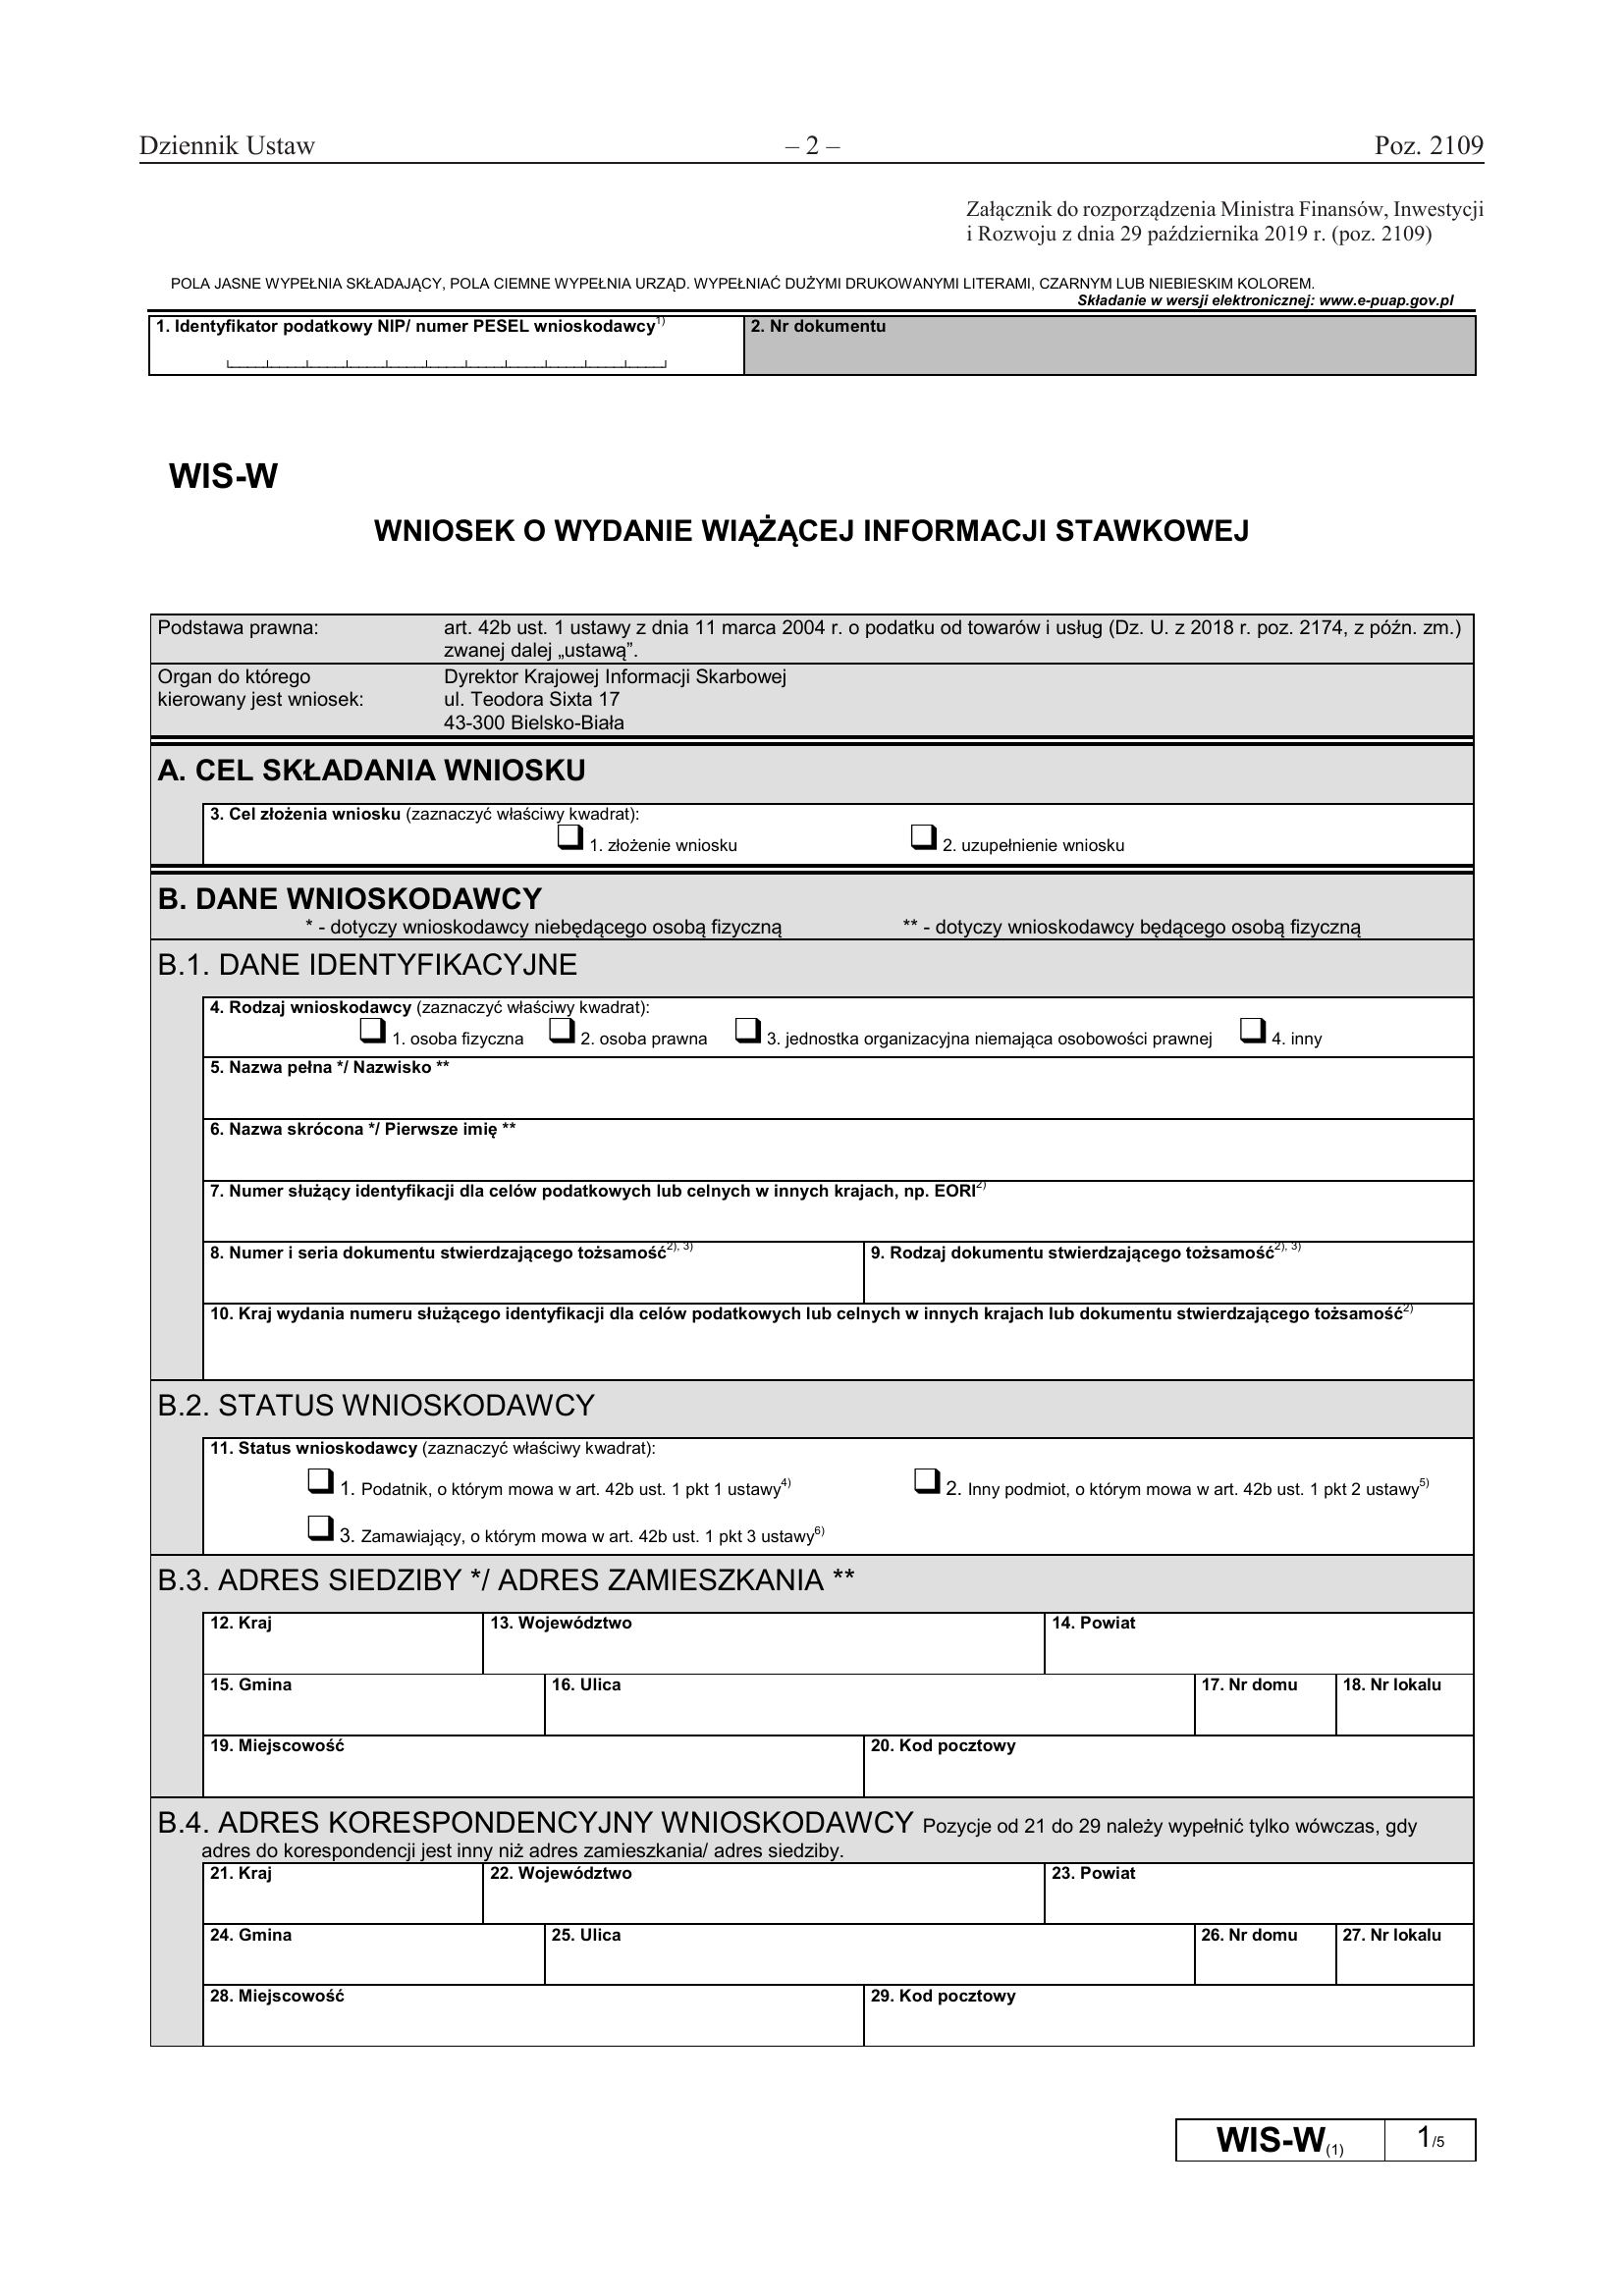 Dziennik Ustaw – 2 – Poz. 2109
Załącznik do rozporządzenia Ministra Finansów, Inwestycji
i Rozwoju z dnia 29 października 2019 r. (poz. 2109)
POLA JASNE WYPEŁNIA SKŁADAJĄCY, POLA CIEMNE WYPEŁNIA URZĄD. WYPEŁNIAĆ DUŻYMI DRUKOWANYMI LITERAMI, CZARNYM LUB NIEBIESKIM KOLOREM.
Składanie w wersji elektronicznej: www.e-puap.gov.pl
1. Identyfikator podatkowy NIP/ numer PESEL wnioskodawcy1)
2. Nr dokumentu
WIS-W
WNIOSEK O WYDANIE WIĄŻĄCEJ INFORMACJI STAWKOWEJ
Podstawa prawna: art. 42b ust. 1 ustawy z dnia 11 marca 2004 r. o podatku od towarów i usług (Dz. U. z 2018 r. poz. 2174, z późn. zm.)
zwanej dalej „ustawą”.
Organ do którego Dyrektor Krajowej Informacji Skarbowej
kierowany jest wniosek: ul. Teodora Sixta 17
43-300 Bielsko-Biała
A. CEL SKŁADANIA WNIOSKU
3. Cel złożenia wniosku (zaznaczyć właściwy kwadrat):
❑ 1. złożenie wniosku ❑ 2. uzupełnienie wniosku
B. DANE WNIOSKODAWCY
* - dotyczy wnioskodawcy niebędącego osobą fizyczną ** - dotyczy wnioskodawcy będącego osobą fizyczną
B.1. DANE IDENTYFIKACYJNE
4. Rodzaj wnioskodawcy (zaznaczyć właściwy kwadrat):
❑ 1. osoba fizyczna ❑ 2. osoba prawna ❑ 3. jednostka organizacyjna niemająca osobowości prawnej ❑ 4. inny
5. Nazwa pełna */ Nazwisko **
6. Nazwa skrócona */ Pierwsze imię **
7. Numer służący identyfikacji dla celów podatkowych lub celnych w innych krajach, np. EORI2)
8. Numer i seria dokumentu stwierdzającego tożsamość2), 3)
9. Rodzaj dokumentu stwierdzającego tożsamość2), 3)
10. Kraj wydania numeru służącego identyfikacji dla celów podatkowych lub celnych w innych krajach lub dokumentu stwierdzającego tożsamość2)
B.2. STATUS WNIOSKODAWCY
11. Status wnioskodawcy (zaznaczyć właściwy kwadrat):
❑ 1. Podatnik, o którym mowa w art. 42b ust. 1 pkt 1 ustawy4) ❑ 2. Inny podmiot, o którym mowa w art. 42b ust. 1 pkt 2 ustawy5)
❑ 3. Zamawiający, o którym mowa w art. 42b ust. 1 pkt 3 ustawy6)
B.3. ADRES SIEDZIBY */ ADRES ZAMIESZKANIA **
12. Kraj 13. Województwo 14. Powiat
15. Gmina 16. Ulica 17. Nr domu 18. Nr lokalu
19. Miejscowość 20. Kod pocztowy
B.4. ADRES KORESPONDENCYJNY WNIOSKODAWCY Pozycje od 21 do 29 należy wypełnić tylko wówczas, gdy
adres do korespondencji jest inny niż adres zamieszkania/ adres siedziby.
21. Kraj 22. Województwo 23. Powiat
24. Gmina 25. Ulica 26. Nr domu 27. Nr lokalu
28. Miejscowość 29. Kod pocztowy
WIS-W(1) 1/5